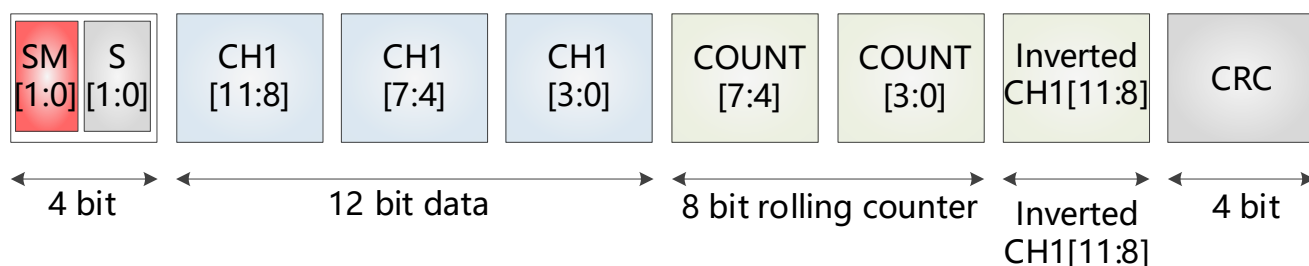 SM
[1:0]
S
[1:0]
CH1
[11:8]
CH1
[7:4]
CH1
[3:0]
COUNT
[7:4]
COUNT
[3:0]
Inverted
CH1[11:8]
CRC
4 bit
12 bit data
8 bit rolling counter
Inverted
CH1[11:8]
4 bit